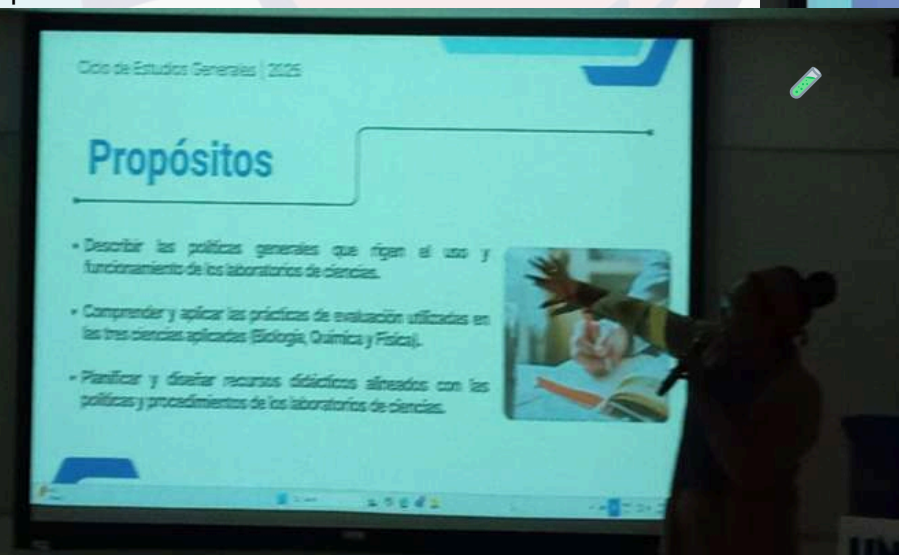 Ciclo de Estudios Generales | 2025
Propósitos
• Describir las políticas generales que rigen el uso y
funcionamiento de los laboratorios de ciencias.
• Comprender y aplicar las prácticas de evaluación utilizadas en
las tres ciencias aplicadas (Biología, Química y Física).
• Planificar y diseñar recursos didácticos alineados con las
políticas y procedimientos de los laboratorios de ciencias.
UN